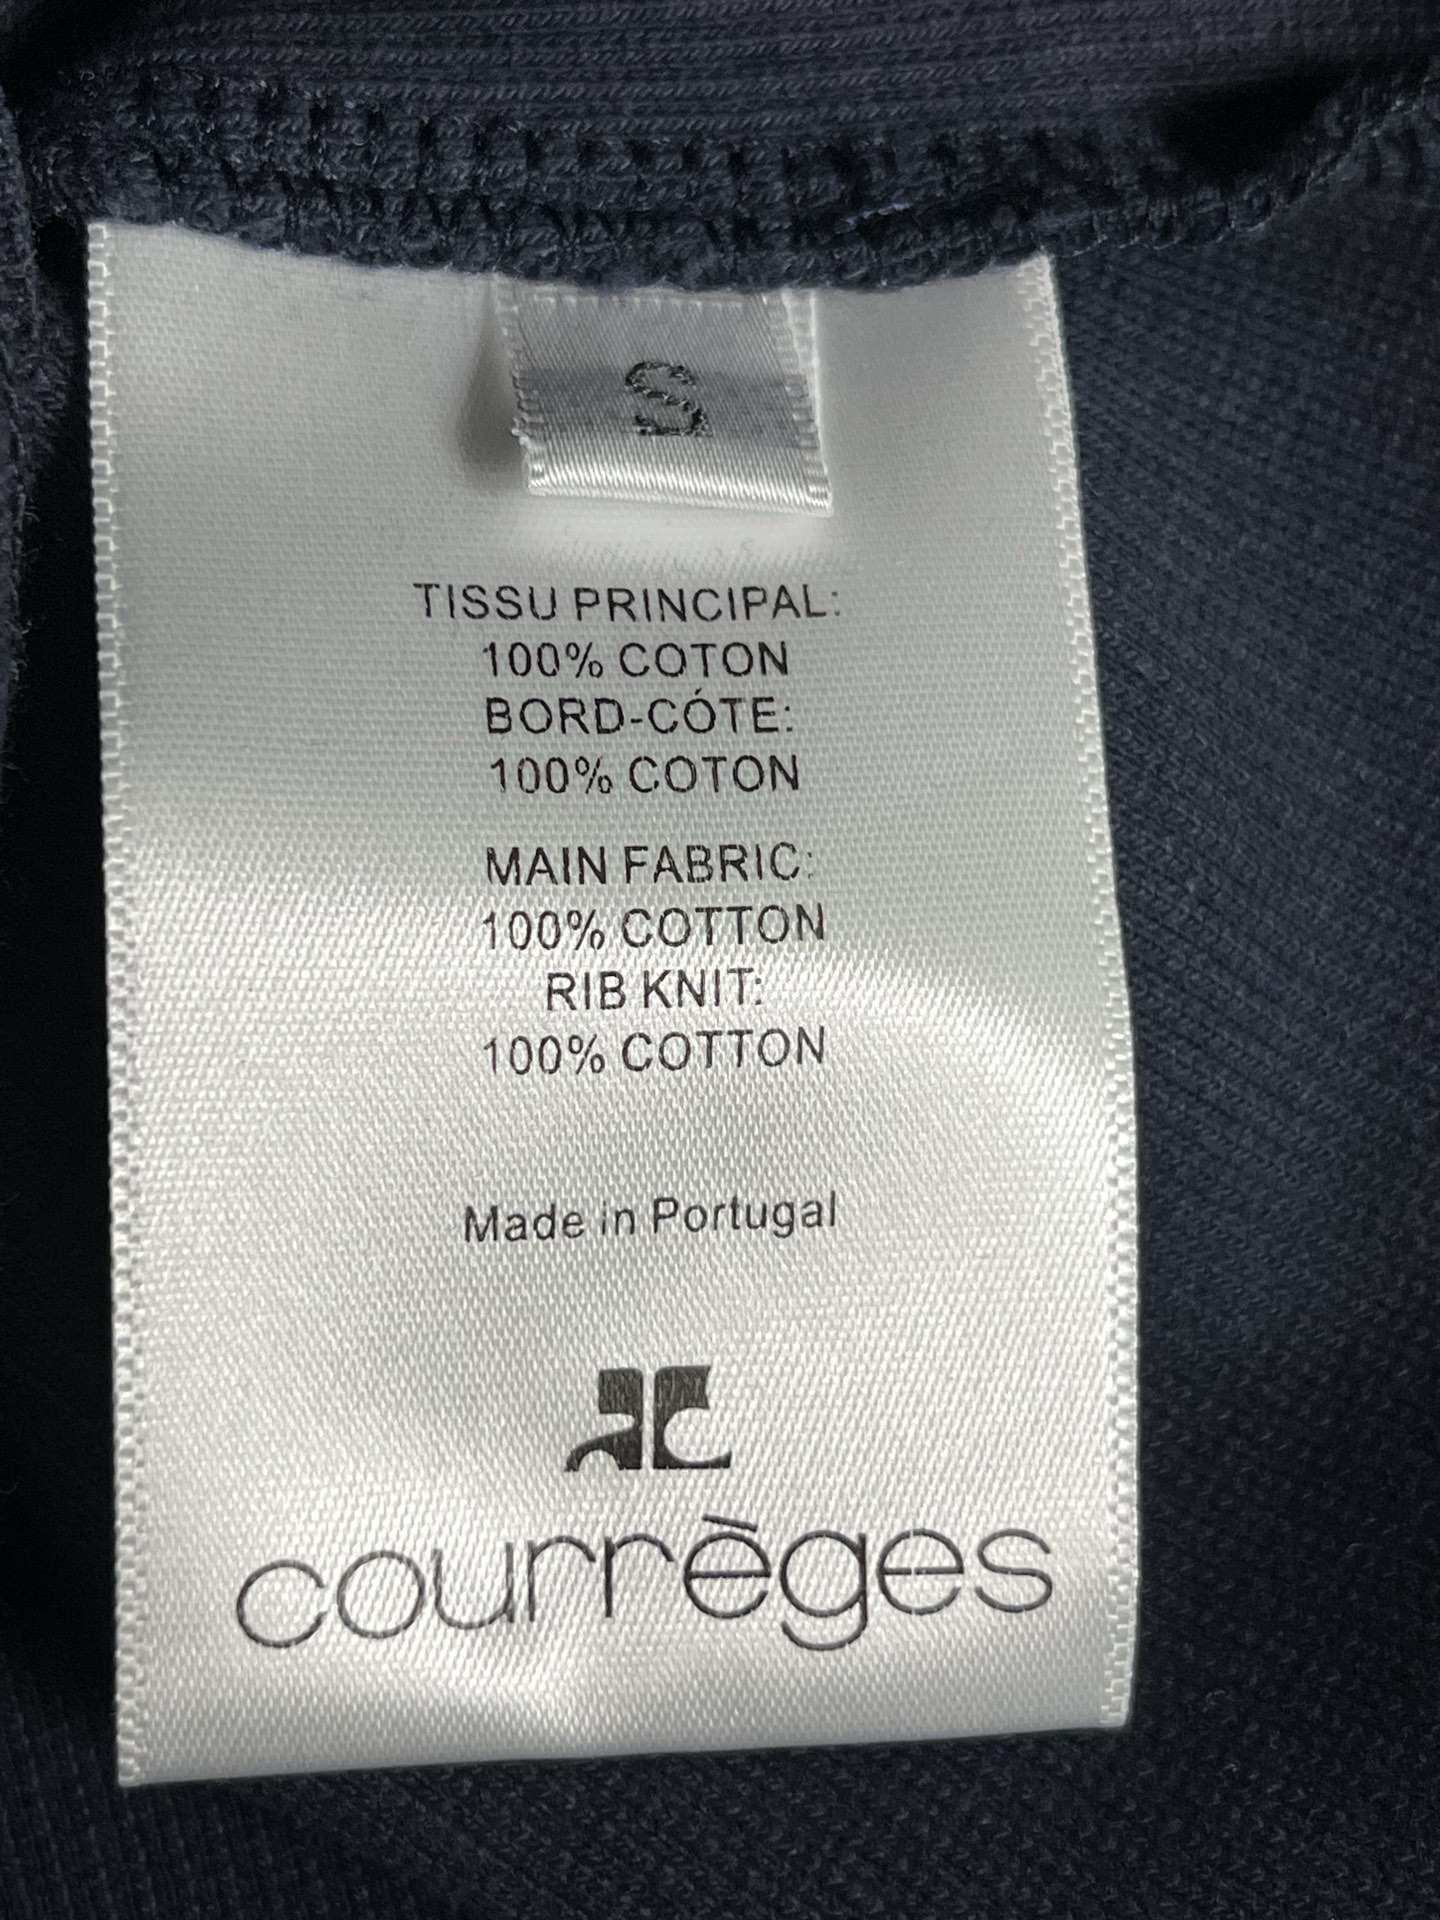 S
TISSU PRINCIPAL:
100% COTON
BORD-CÓTE:
100% COTON
MAIN FABRIC:
100% COTTON
RIB KNIT:
100% COTTON
Made in Portugal
courrèges